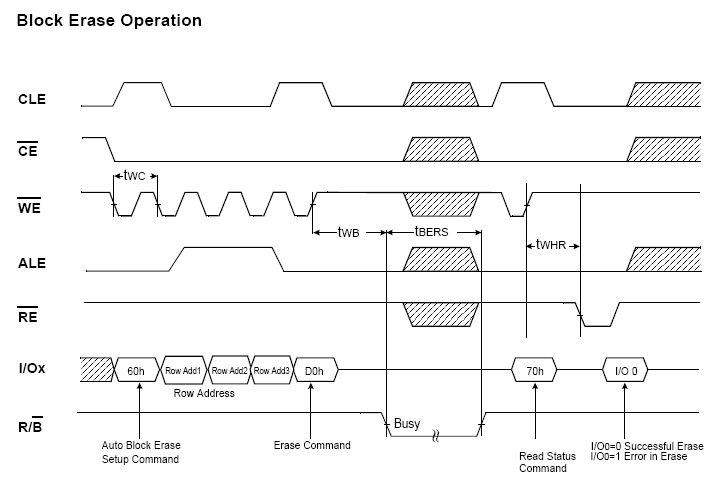 Block Erase Operation
CLE
CE
tWC
WE
tWB
tBERS
ALE
tWHR
RE
I/Ox
60h
Row Add1
Row Add2
Row Add3
D0h
70h
I/O 0
Row Address
R/B
Busy
Auto Block Erase
Setup Command
Erase Command
Read Status
Command
I/O0=0 Successful Erase
I/O0=1 Error in Erase